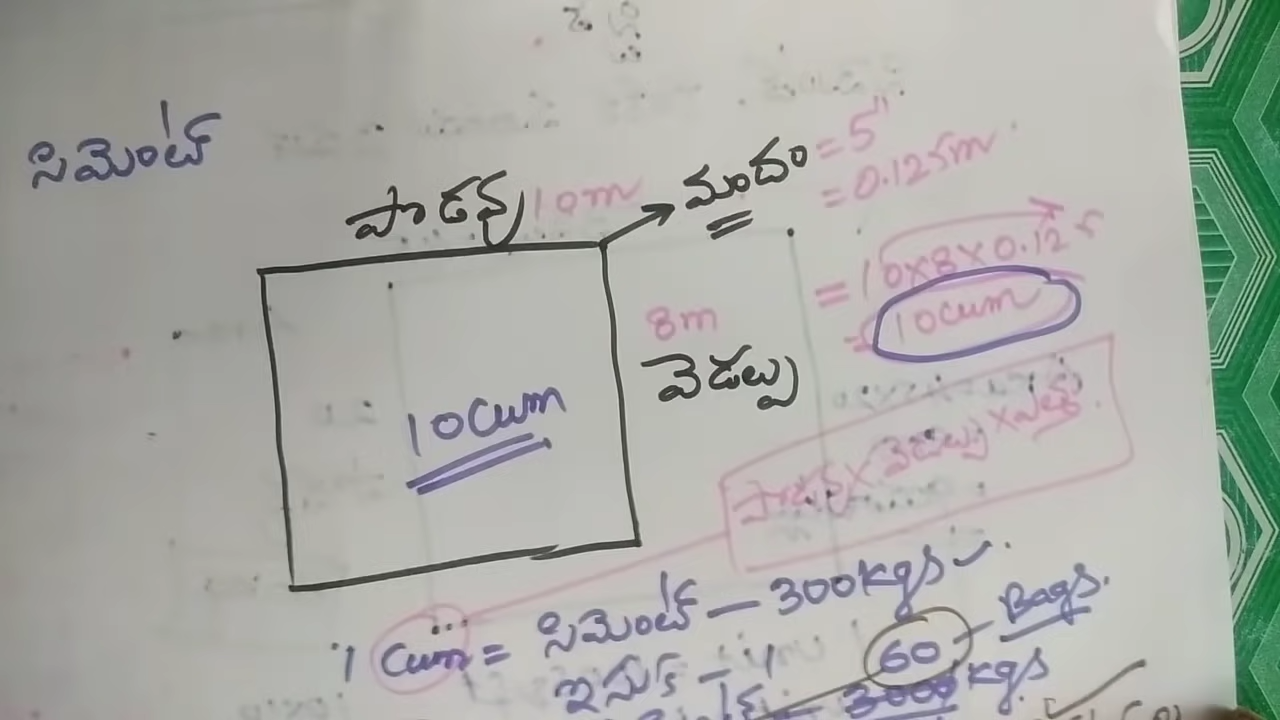 సిమెంట్
పొడవు 10m
మందం = 5"
= 0.125m
= 10x8x0.125
= 10cum
8m
వెడల్పు
10cum
పొడవు x వెడల్పు x ఎత్తు
1 Cum = సిమెంట్ - 300kgs
ఇసుక -
60 - Bags.
3000 kgs